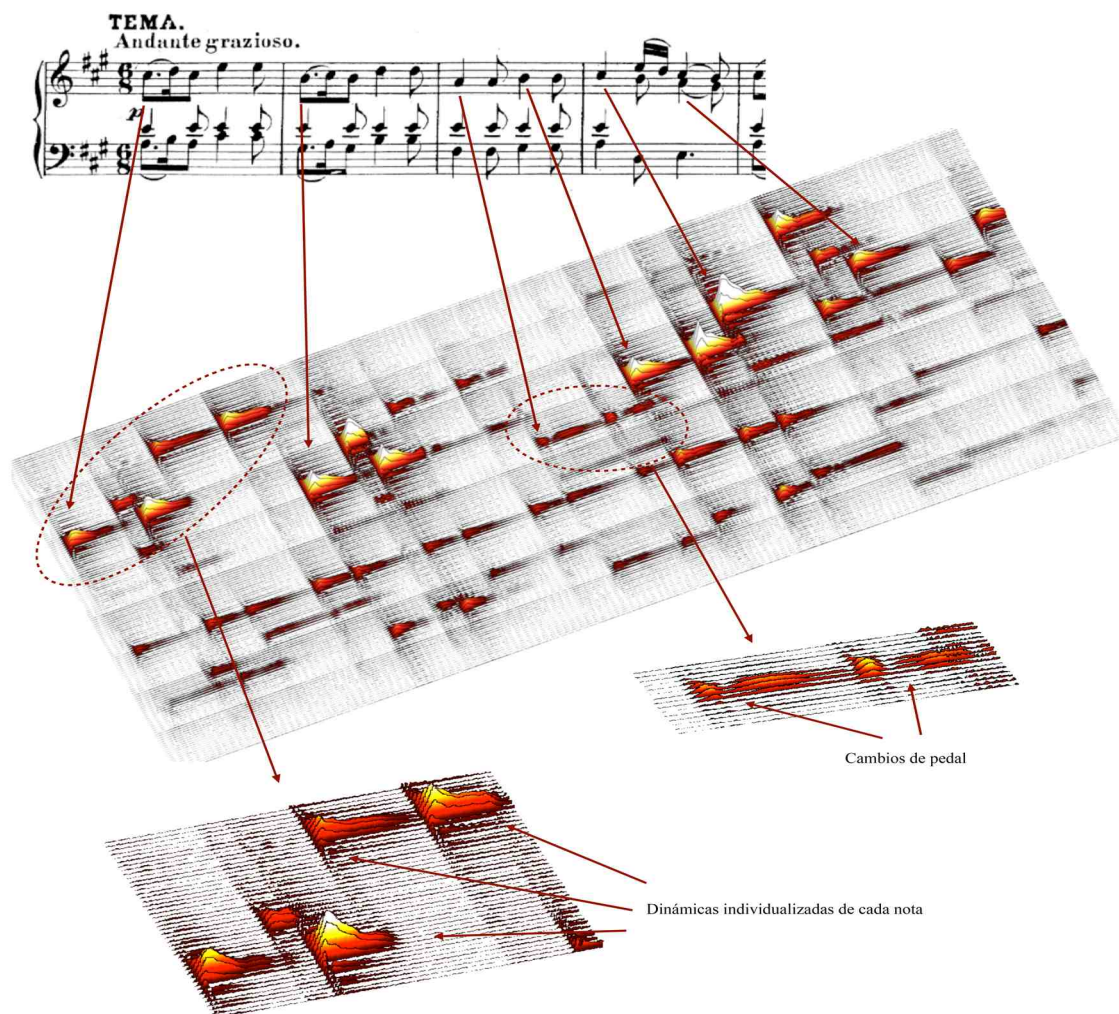 TEMA.
Andante grazioso.
p
Cambios de pedal
Dinámicas individualizadas de cada nota